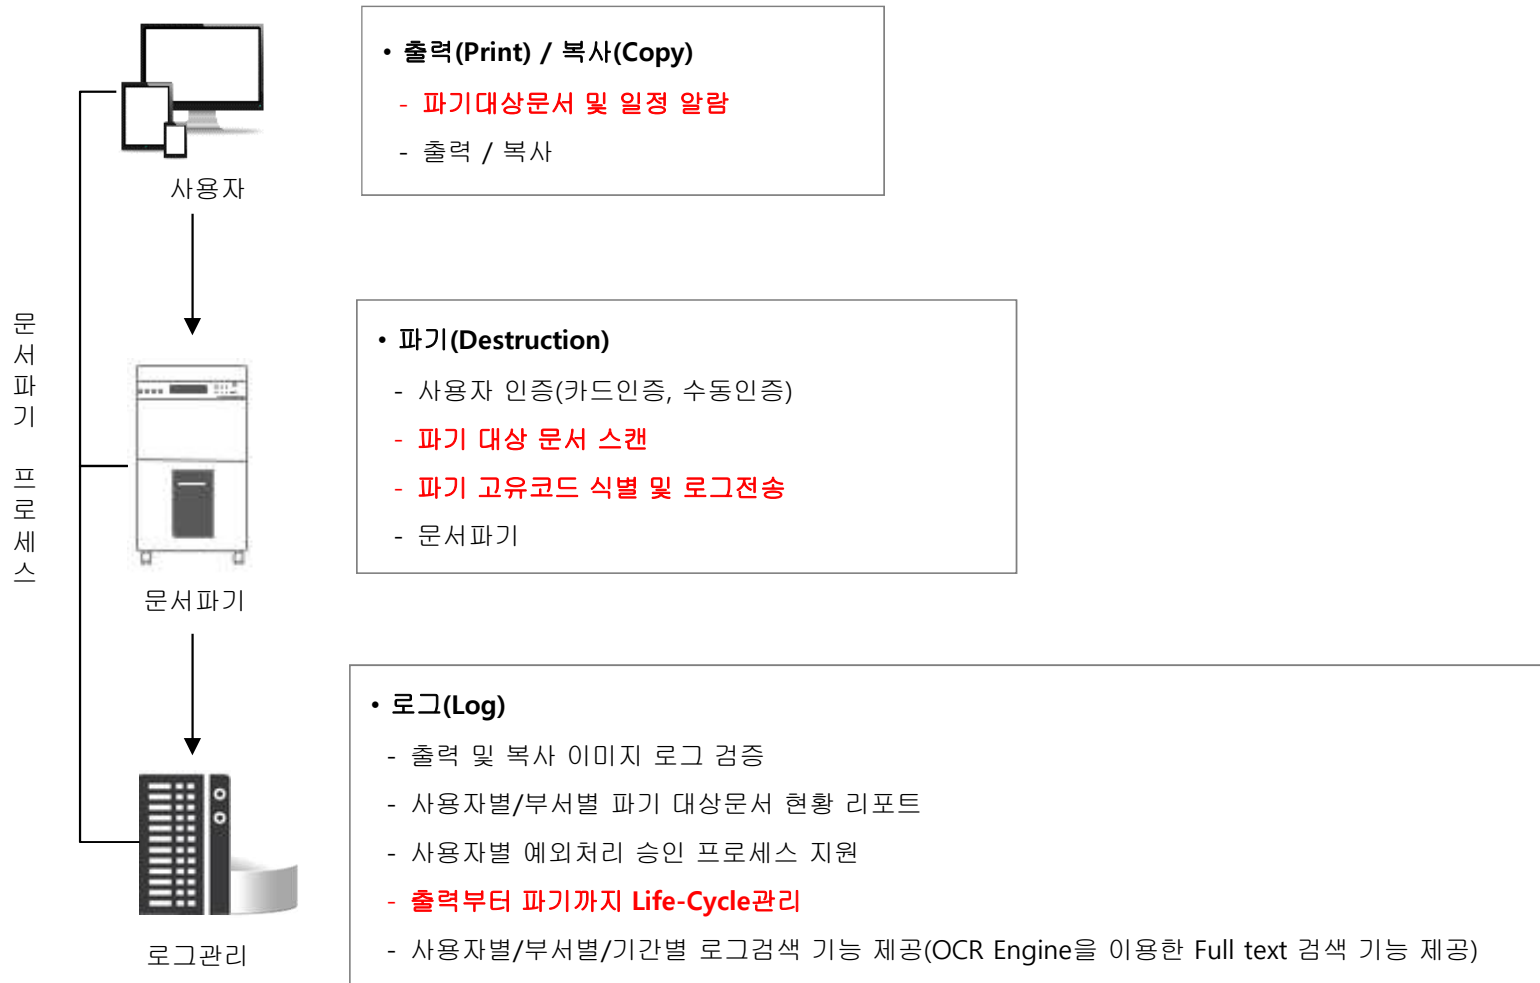 문서파기 프로세스
사용자
• 출력(Print) / 복사(Copy)
- 파기대상문서 및 일정 알람
- 출력 / 복사
문서파기
• 파기(Destruction)
- 사용자 인증(카드인증, 수동인증)
- 파기 대상 문서 스캔
- 파기 고유코드 식별 및 로그전송
- 문서파기
로그관리
• 로그(Log)
- 출력 및 복사 이미지 로그 검증
- 사용자별/부서별 파기 대상문서 현황 리포트
- 사용자별 예외처리 승인 프로세스 지원
- 출력부터 파기까지 Life-Cycle관리
- 사용자별/부서별/기간별 로그검색 기능 제공(OCR Engine을 이용한 Full text 검색 기능 제공)